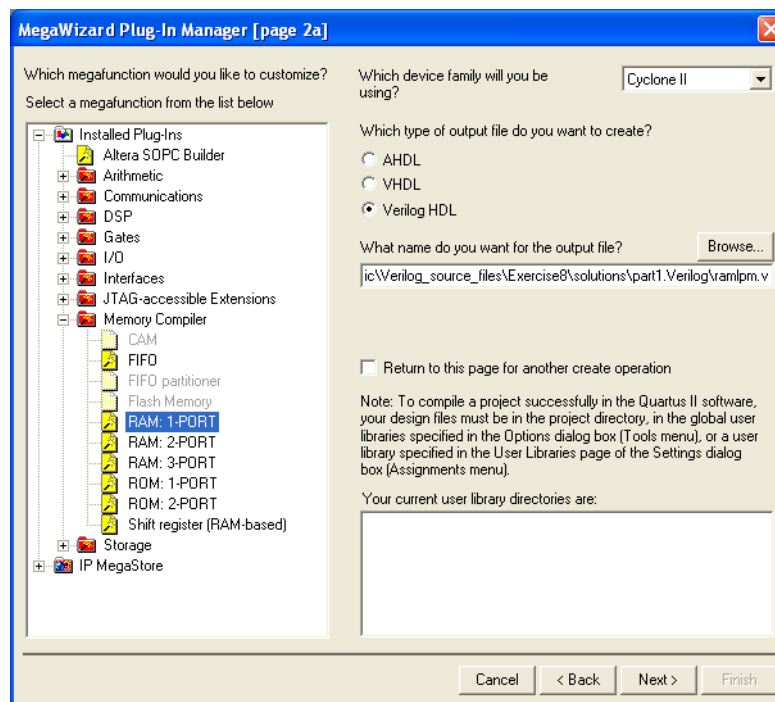 MegaWizard Plug-In Manager [page 2a]
Which megafunction would you like to customize?
Select a megafunction from the list below
Installed Plug-Ins
Altera SOPC Builder
Arithmetic
Communications
DSP
Gates
I/O
Interfaces
JTAG-accessible Extensions
Memory Compiler
CAM
FIFO
FIFO partitioner
Flash Memory
RAM: 1-PORT
RAM: 2-PORT
RAM: 3-PORT
ROM: 1-PORT
ROM: 2-PORT
Shift register (RAM-based)
Storage
IP MegaStore
Which device family will you be
using?
Cyclone II
Which type of output file do you want to create?
AHDL
VHDL
Verilog HDL
What name do you want for the output file?
Browse...
ic\Verilog_source_files\Exercise8\solutions\part1.Verilog\ramlpm.v
Return to this page for another create operation
Note: To compile a project successfully in the Quartus II software,
your design files must be in the project directory, in the global user
libraries specified in the Options dialog box (Tools menu), or a user
library specified in the User Libraries page of the Settings dialog
box (Assignments menu).
Your current user library directories are:
Cancel
< Back
Next >
Finish